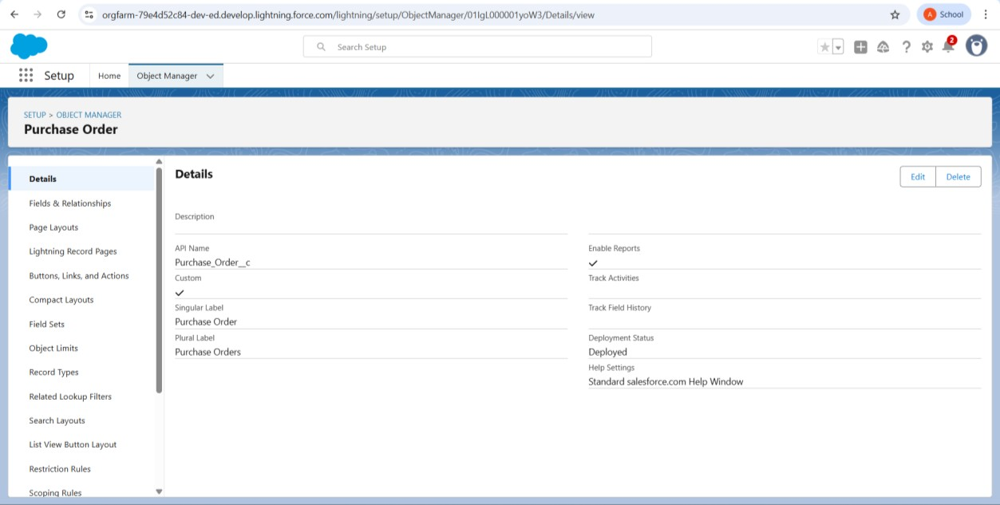 orgfarm-79e4d52c84-dev-ed.develop.lightning.force.com/lightning/setup/ObjectManager/01IgL000001yoW3/Details/view
A School
Search Setup
2
Setup Home Object Manager
SETUP > OBJECT MANAGER
Purchase Order
Details
Fields & Relationships
Page Layouts
Lightning Record Pages
Buttons, Links, and Actions
Compact Layouts
Field Sets
Object Limits
Record Types
Related Lookup Filters
Search Layouts
List View Button Layout
Restriction Rules
Scoping Rules
Details
Edit Delete
Description
API Name
Purchase_Order__c
Custom
Singular Label
Purchase Order
Plural Label
Purchase Orders
Enable Reports
Track Activities
Track Field History
Deployment Status
Deployed
Help Settings
Standard salesforce.com Help Window